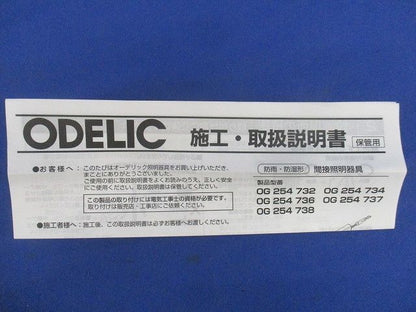 ODELIC 施工・取扱説明書 保管用
●お客様へ：このたびはオーデリック照明器具をお買い上げいただき、
まことにありがとうございました。
ご使用の前に取扱説明書をよくお読みのうえ、正しく安全
にご使用ください。取扱説明書は保管してください。
この製品の取り付けには電気工事士の資格が必要です。
取り付けは販売店・工事店にご依頼ください。
●施工者様へ：施工後、この取扱説明書は必ずお客様へお渡しください。
防雨・防湿形 間接照明器具
製品型番
OG 254 732 OG 254 734
OG 254 736 OG 254 737
OG 254 738